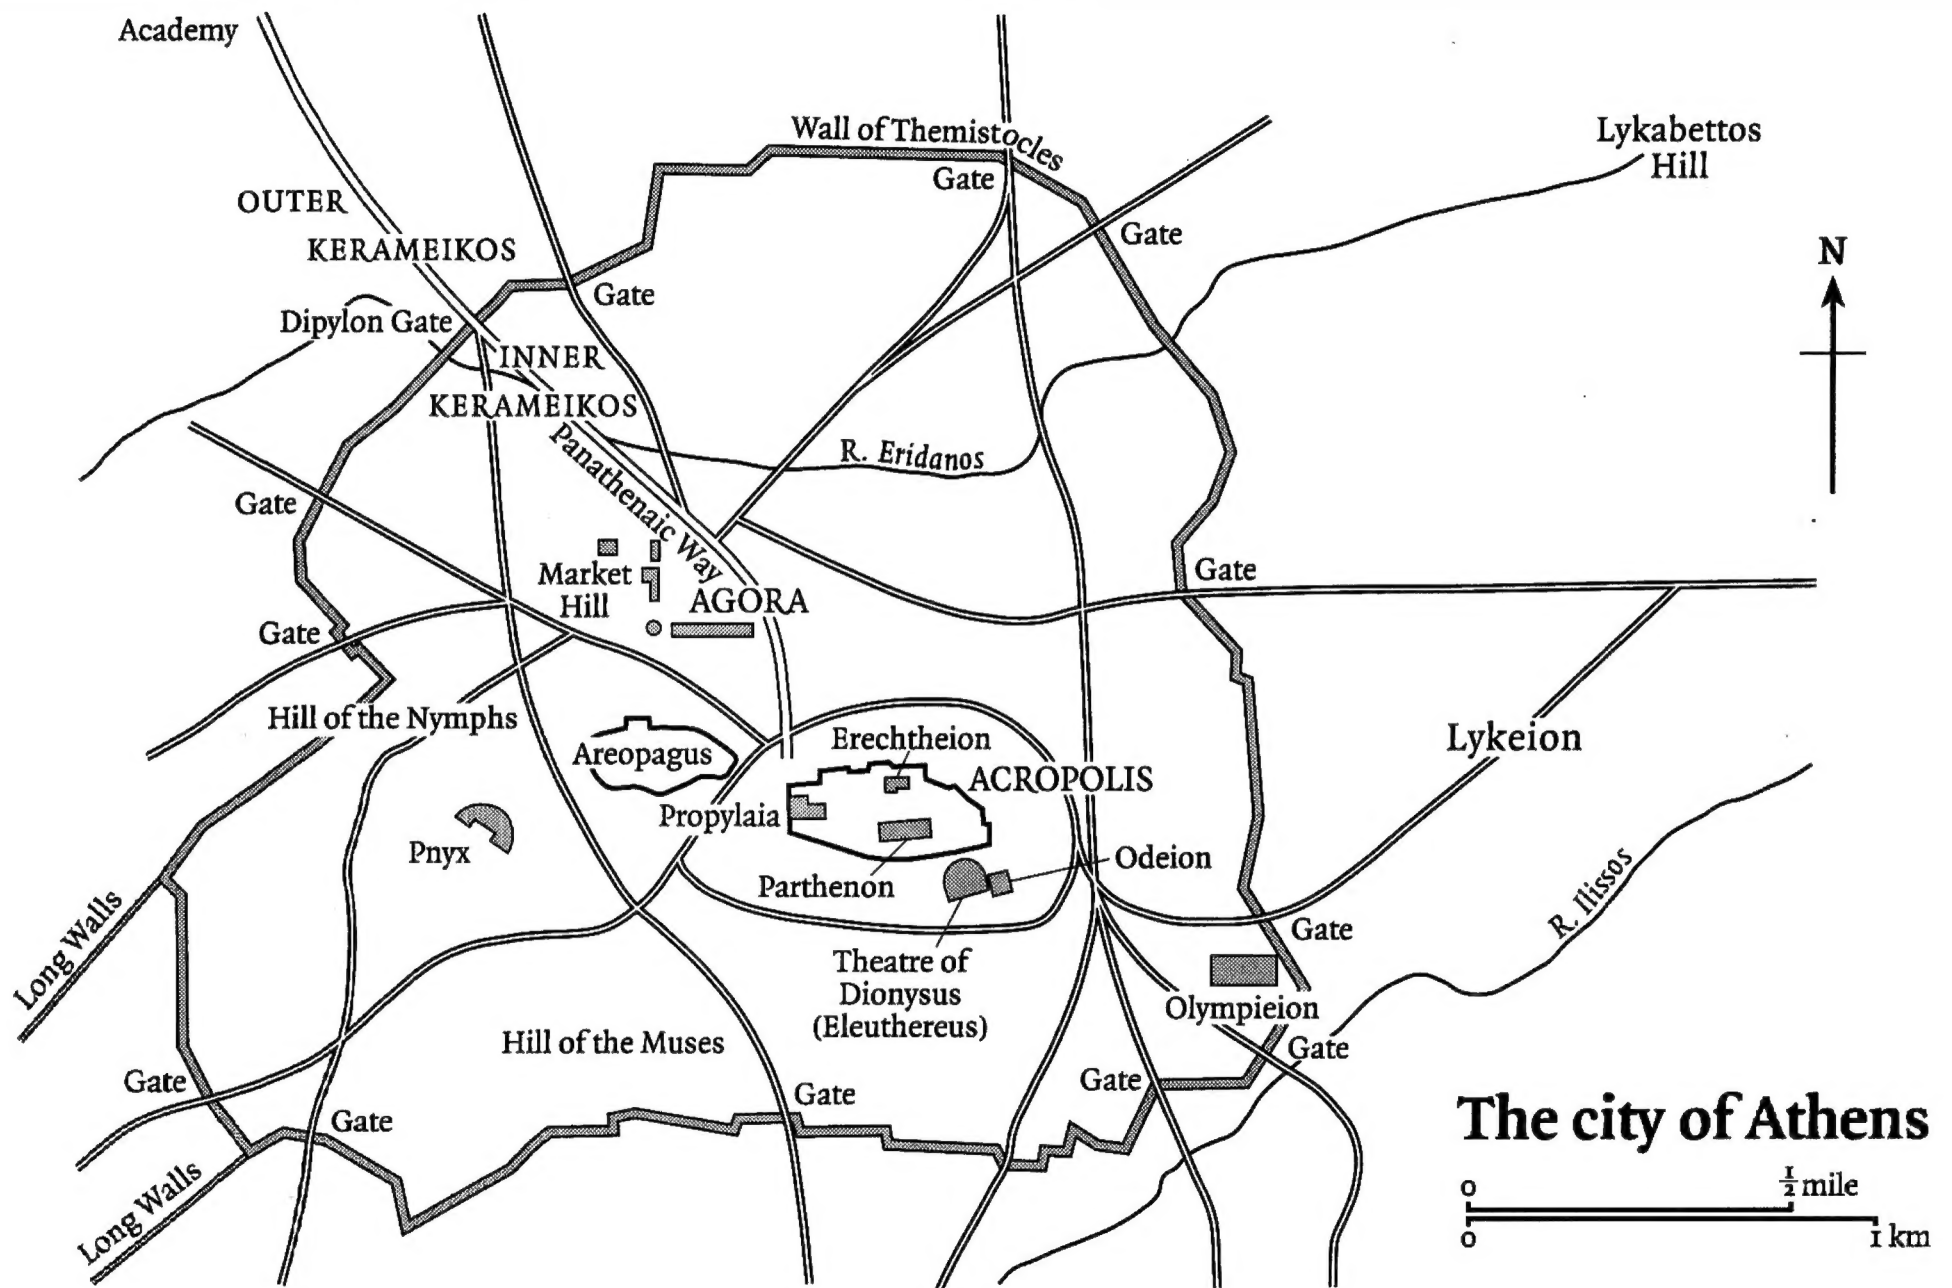 Academy
Wall of Themistocles
Lykabettos
Hill
Gate
OUTER
Gate
KERAMEIKOS
N
Gate
Dipylon Gate
INNER
KERAMEIKOS
R. Eridanos
Panathenaic Way
Gate
Market
Hill
Gate
AGORA
Gate
Hill of the Nymphs
Areopagus
Erechtheion
Lykeion
ACROPOLIS
Propylaia
Pnyx
Odeion
Parthenon
R. Ilissos
Long Walls
Gate
Theatre of
Dionysus
(Eleuthereus)
Olympieion
Hill of the Muses
Gate
Gate
Gate
Gate
Gate
The city of Athens
Long Walls
0 ½ mile
0 1 km